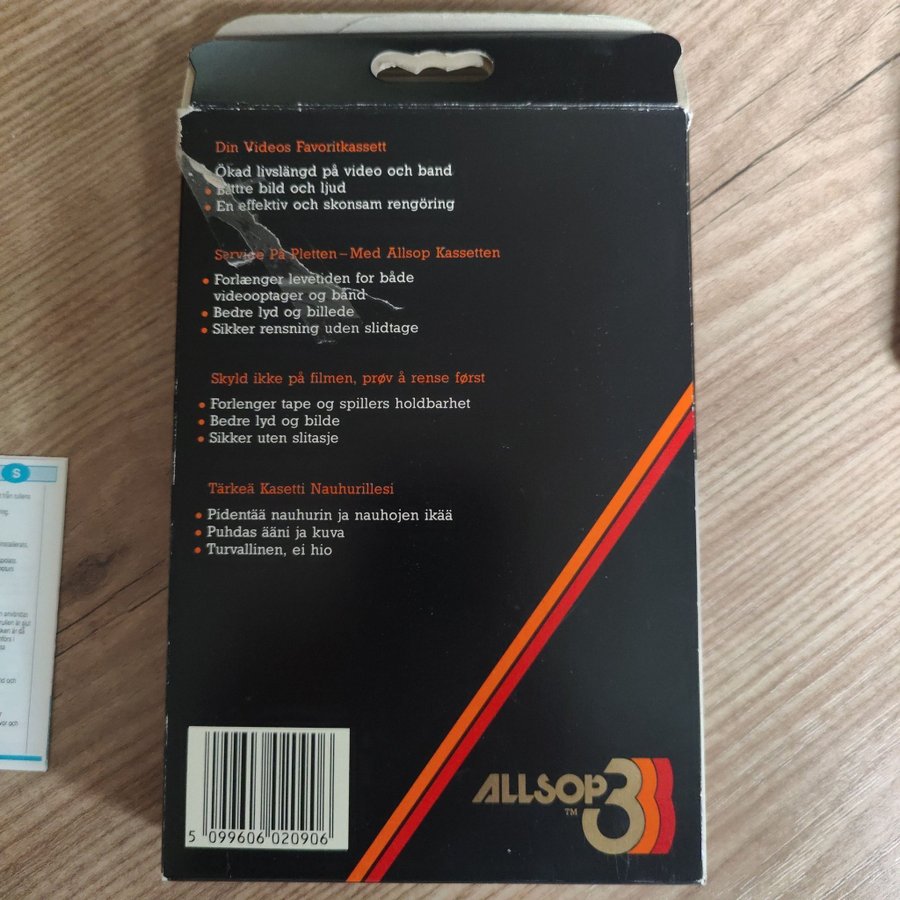 Din Videos Favoritkassett
Ökad livslängd på video och band
• Bättre bild och ljud
• En effektiv och skonsam rengöring
Service På Pletten – Med Allsop Kassetten
• Forlænger levetiden for både
videooptager og bånd
• Bedre lyd og billede
• Sikker rensning uden slidtage
Skyld ikke på filmen, prøv å rense først
• Forlenger tape og spillers holdbarhet
• Bedre lyd og bilde
• Sikker uten slitasje
Tärkeä Kasetti Nauhurillesi
• Pidentää nauhurin ja nauhojen ikää
• Puhdas ääni ja kuva
• Turvallinen, ei hio
ALLSOP 3
TM
5 099606 020906
S